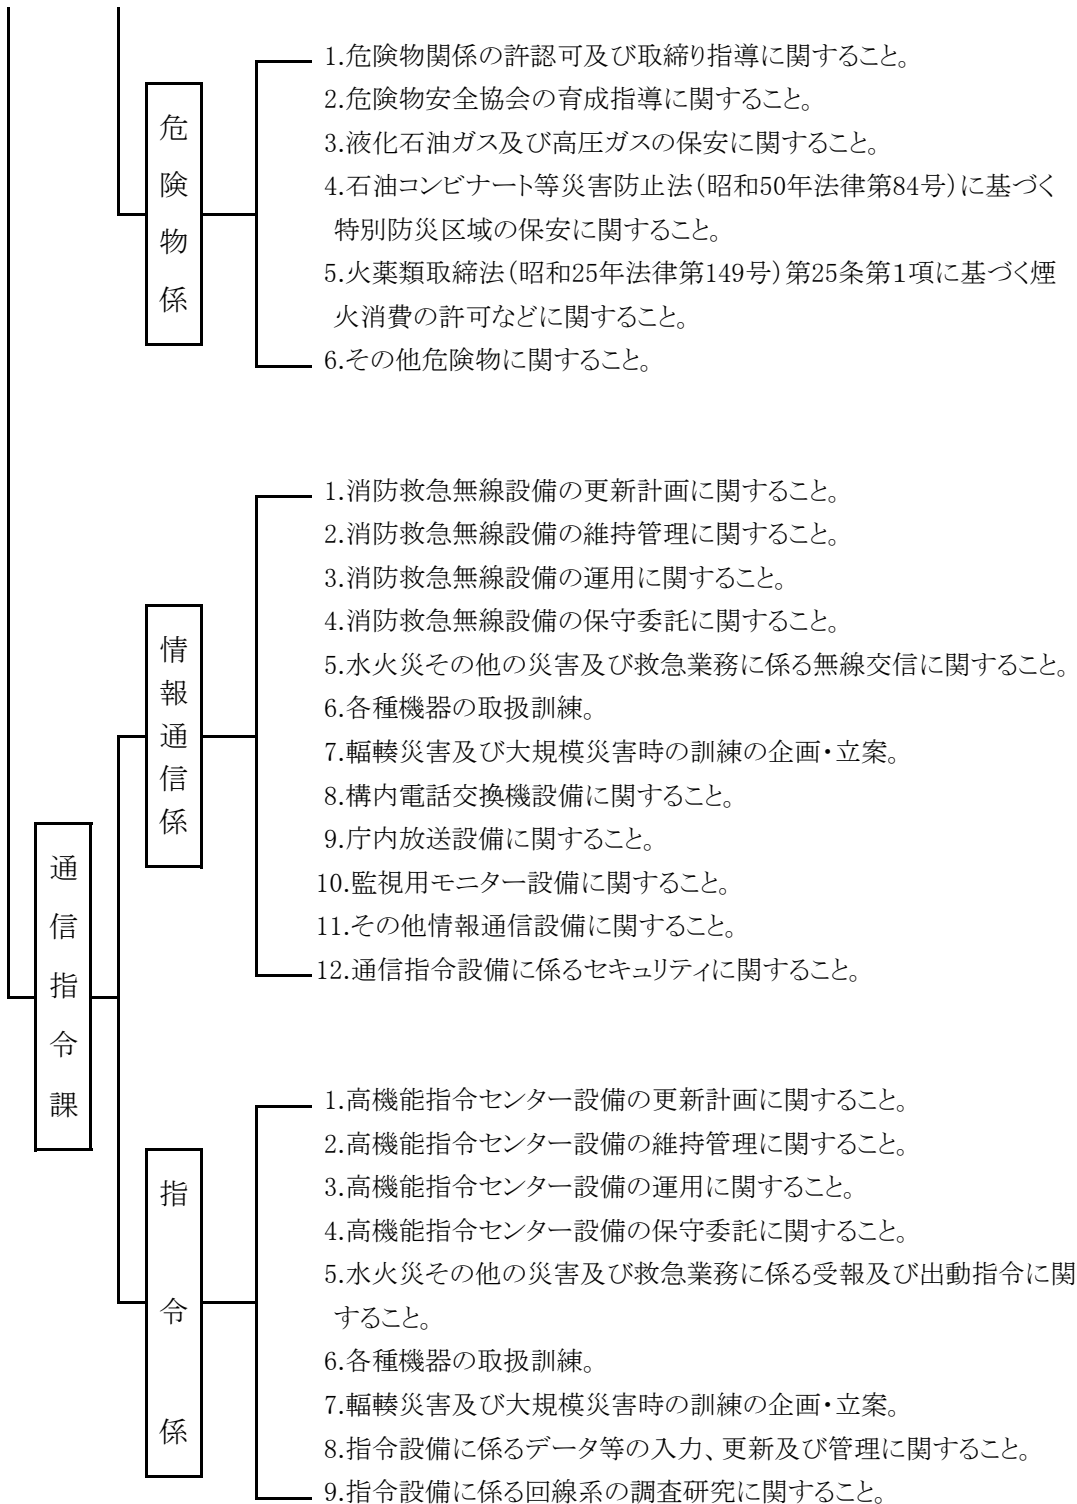 危険物係
1.危険物関係の許認可及び取締り指導に関すること。
2.危険物安全協会の育成指導に関すること。
3.液化石油ガス及び高圧ガスの保安に関すること。
4.石油コンビナート等災害防止法(昭和50年法律第84号)に基づく
特別防災区域の保安に関すること。
5.火薬類取締法(昭和25年法律第149号)第25条第1項に基づく煙
火消費の許可などに関すること。
6.その他危険物に関すること。
通信指令課
情報通信係
1.消防救急無線設備の更新計画に関すること。
2.消防救急無線設備の維持管理に関すること。
3.消防救急無線設備の運用に関すること。
4.消防救急無線設備の保守委託に関すること。
5.水火災その他の災害及び救急業務に係る無線交信に関すること。
6.各種機器の取扱訓練。
7.輻輳災害及び大規模災害時の訓練の企画・立案。
8.構内電話交換機設備に関すること。
9.庁内放送設備に関すること。
10.監視用モニター設備に関すること。
11.その他情報通信設備に関すること。
12.通信指令設備に係るセキュリティに関すること。
指令係
1.高機能指令センター設備の更新計画に関すること。
2.高機能指令センター設備の維持管理に関すること。
3.高機能指令センター設備の運用に関すること。
4.高機能指令センター設備の保守委託に関すること。
5.水火災その他の災害及び救急業務に係る受報及び出動指令に関
すること。
6.各種機器の取扱訓練。
7.輻輳災害及び大規模災害時の訓練の企画・立案。
8.指令設備に係るデータ等の入力、更新及び管理に関すること。
9.指令設備に係る回線系の調査研究に関すること。